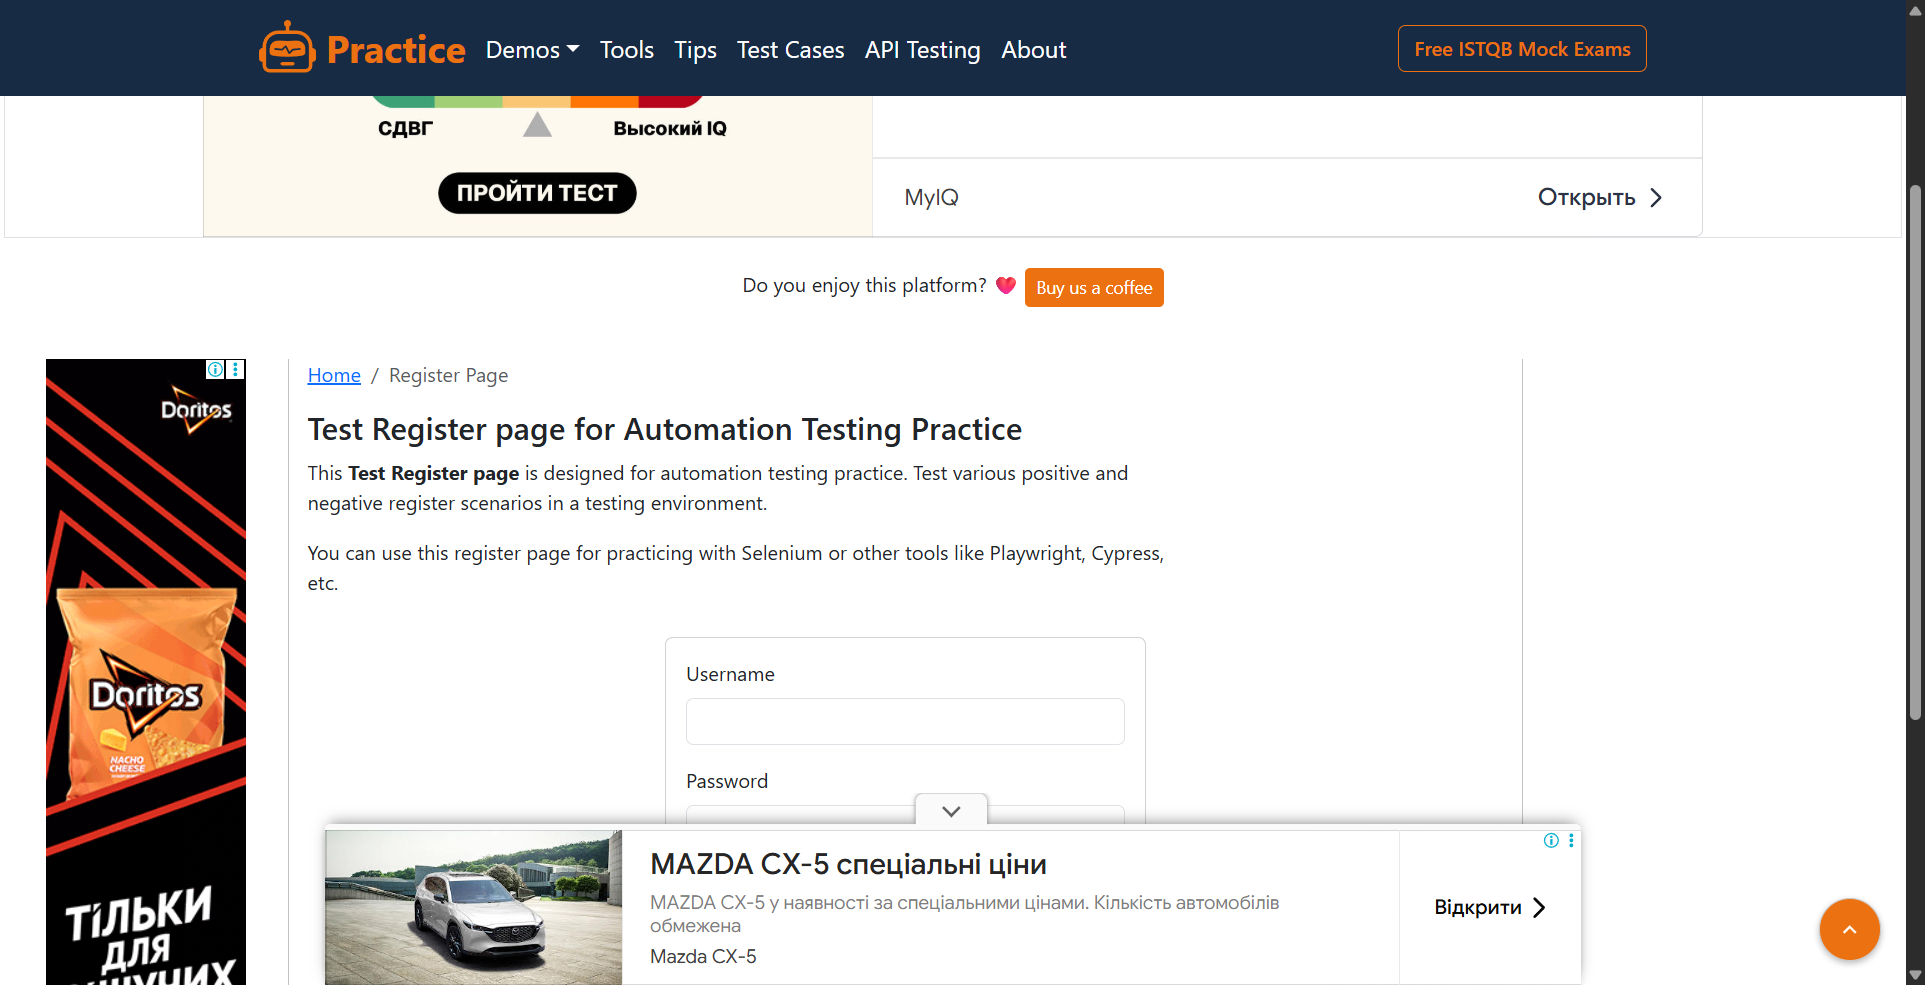 Practice
Demos
Tools
Tips
Test Cases
API Testing
About
Free ISTQB Mock Exams
СДВГ
Высокий IQ
ПРОЙТИ ТЕСТ
MyIQ
Открыть
Do you enjoy this platform?
Buy us a coffee
Home / Register Page
Test Register page for Automation Testing Practice
This Test Register page is designed for automation testing practice. Test various positive and
negative register scenarios in a testing environment.
You can use this register page for practicing with Selenium or other tools like Playwright, Cypress,
etc.
Username
Password
Doritos
Doritos
NACHO
CHEESE
ТІЛЬКИ
ДЛЯ
MAZDA CX-5 спеціальні ціни
MAZDA CX-5 у наявності за спеціальними цінами. Кількість автомобілів
обмежена
Mazda CX-5
Відкрити